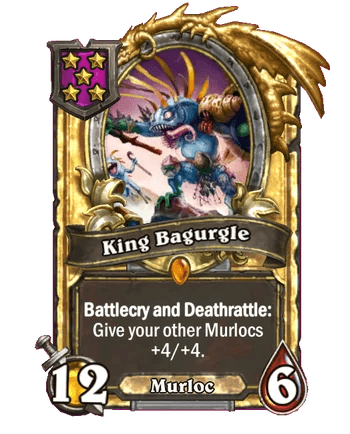 King Bagurgle
Battlecry and Deathrattle:
Give your other Murlocs
+4/+4.
12
Murloc
6